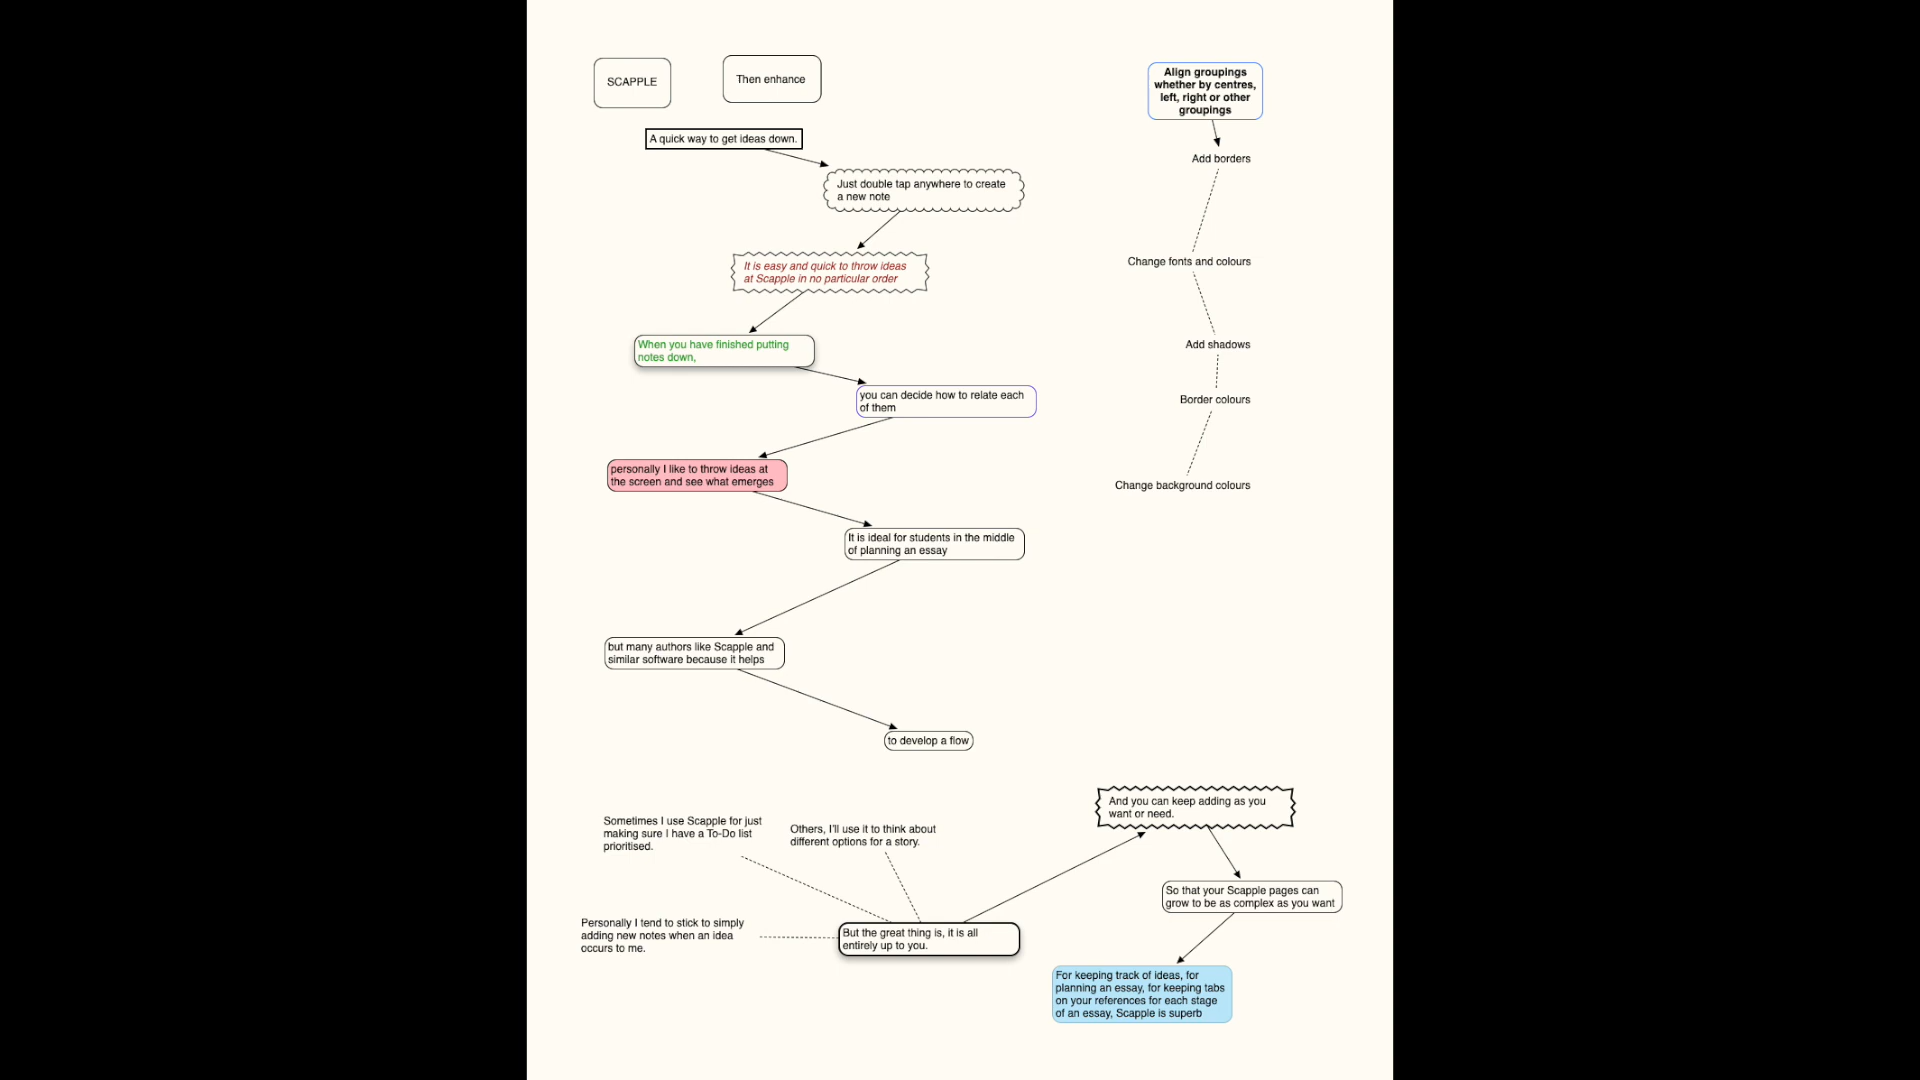 SCAPPLE
Then enhance
A quick way to get ideas down.
Just double tap anywhere to create
a new note
It is easy and quick to throw ideas
at Scapple in no particular order
When you have finished putting
notes down,
you can decide how to relate each
of them
personally I like to throw ideas at
the screen and see what emerges
It is ideal for students in the middle
of planning an essay
but many authors like Scapple and
similar software because it helps
to develop a flow
Align groupings
whether by centres,
left, right or other
groupings
Add borders
Change fonts and colours
Add shadows
Border colours
Change background colours
Sometimes I use Scapple for just
making sure I have a To-Do list
prioritised.
Others, I'll use it to think about
different options for a story.
Personally I tend to stick to simply
adding new notes when an idea
occurs to me.
But the great thing is, it is all
entirely up to you.
And you can keep adding as you
want or need.
So that your Scapple pages can
grow to be as complex as you want
For keeping track of ideas, for
planning an essay, for keeping tabs
on your references for each stage
of an essay, Scapple is superb